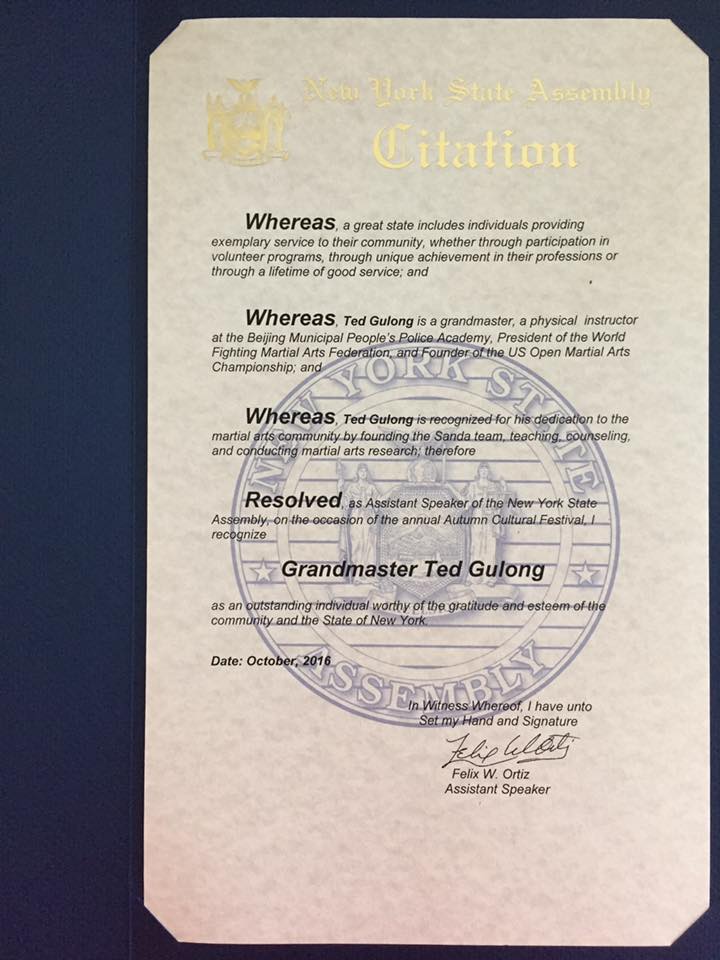 New York State Assembly
Citation
Whereas, a great state includes individuals providing
exemplary service to their community, whether through participation in
volunteer programs, through unique achievement in their professions or
through a lifetime of good service; and
Whereas, Ted Gulong is a grandmaster, a physical instructor
at the Beijing Municipal People's Police Academy, President of the World
Fighting Martial Arts Federation, and Founder of the US Open Martial Arts
Championship; and
Whereas, Ted Gulong is recognized for his dedication to the
martial arts community by founding the Sanda team, teaching, counseling,
and conducting martial arts research; therefore
Resolved, as Assistant Speaker of the New York State
Assembly, on the occasion of the annual Autumn Cultural Festival, I
recognize
Grandmaster Ted Gulong
as an outstanding individual worthy of the gratitude and esteem of the
community and the State of New York.
Date: October, 2016
NEW YORK STATE
ASSEMBLY
In Witness Whereof, I have unto
Set my Hand and Signature
Felix W. Ortiz
Felix W. Ortiz
Assistant Speaker